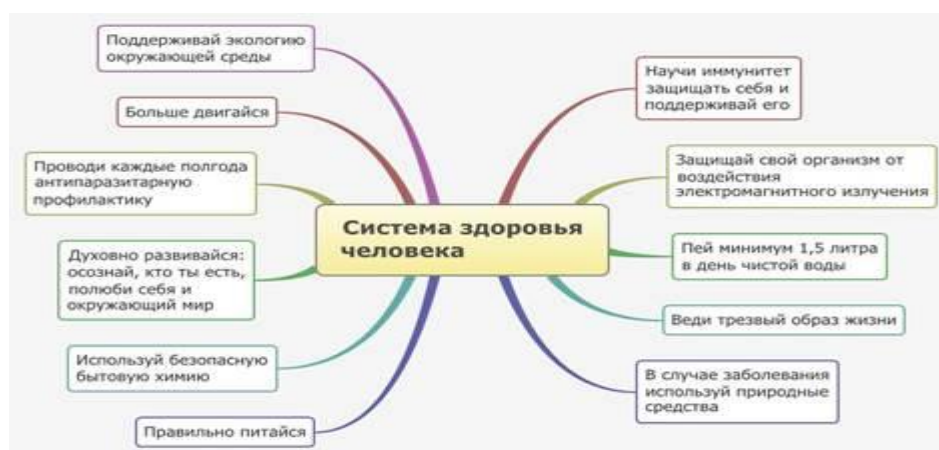 Поддерживай экологию
окружающей среды
Больше двигайся
Проводи каждые полгода
антипаразитарную
профилактику
Духовно развивайся:
осознай, кто ты есть,
полюби себя и
окружающий мир
Используй безопасную
бытовую химию
Правильно питайся
Система здоровья
человека
Научи иммунитет
защищать себя и
поддерживай его
Защищай свой организм от
воздействия
электромагнитного излучения
Пей минимум 1,5 литра
в день чистой воды
Веди трезвый образ жизни
В случае заболевания
используй природные
средства